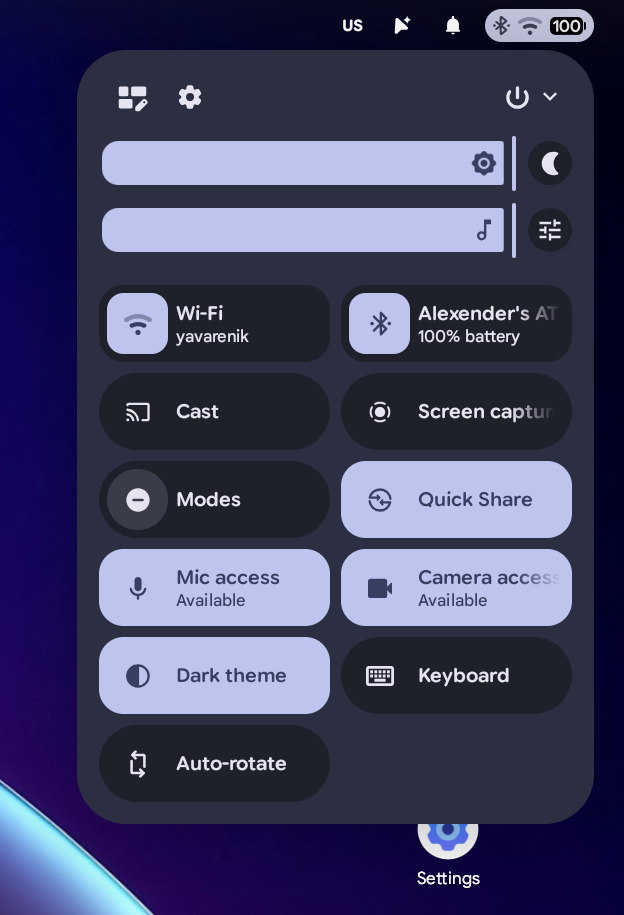 US
100
Wi-Fi
yavarenik
Alexender's AT
100% battery
Cast
Screen captur
Modes
Quick Share
Mic access
Available
Camera access
Available
Dark theme
Keyboard
Auto-rotate
Settings